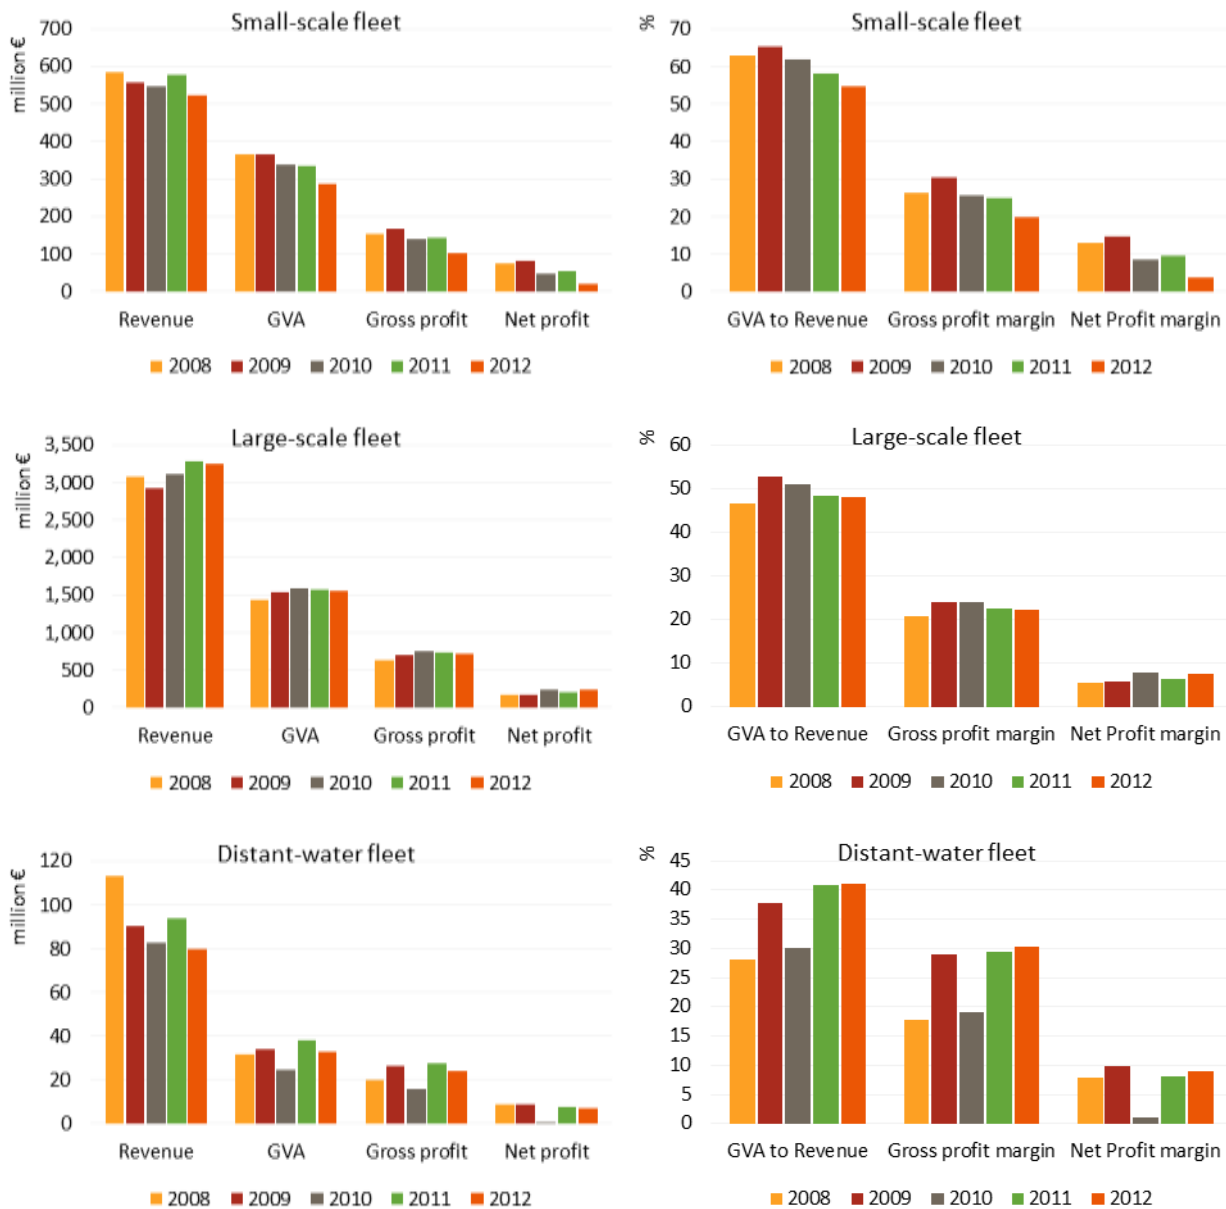 Small-scale fleet
million €
700
600
500
400
300
200
100
0
Revenue GVA Gross profit Net profit
2008 2009 2010 2011 2012
Small-scale fleet
%
70
60
50
40
30
20
10
0
GVA to Revenue Gross profit margin Net Profit margin
2008 2009 2010 2011 2012
Large-scale fleet
million €
3,500
3,000
2,500
2,000
1,500
1,000
500
0
Revenue GVA Gross profit Net profit
2008 2009 2010 2011 2012
Large-scale fleet
%
60
50
40
30
20
10
0
GVA to Revenue Gross profit margin Net Profit margin
2008 2009 2010 2011 2012
Distant-water fleet
million €
120
100
80
60
40
20
0
Revenue GVA Gross profit Net profit
2008 2009 2010 2011 2012
Distant-water fleet
%
45
40
35
30
25
20
15
10
5
0
GVA to Revenue Gross profit margin Net Profit margin
2008 2009 2010 2011 2012